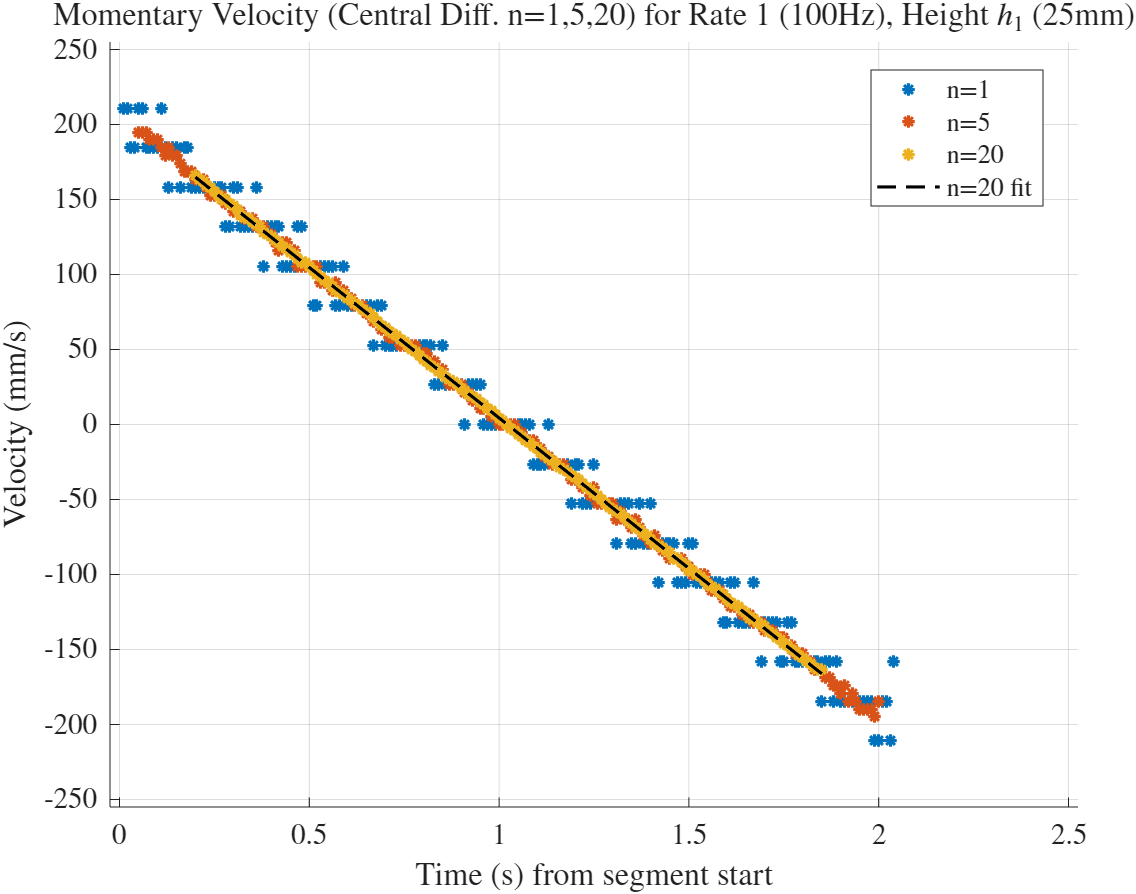 Momentary Velocity (Central Diff. n=1,5,20) for Rate 1 (100Hz), Height h₁ (25mm)
250
200
150
100
50
0
-50
-100
-150
-200
-250
Velocity (mm/s)
n=1
n=5
n=20
n=20 fit
0
0.5
1
1.5
2
2.5
Time (s) from segment start